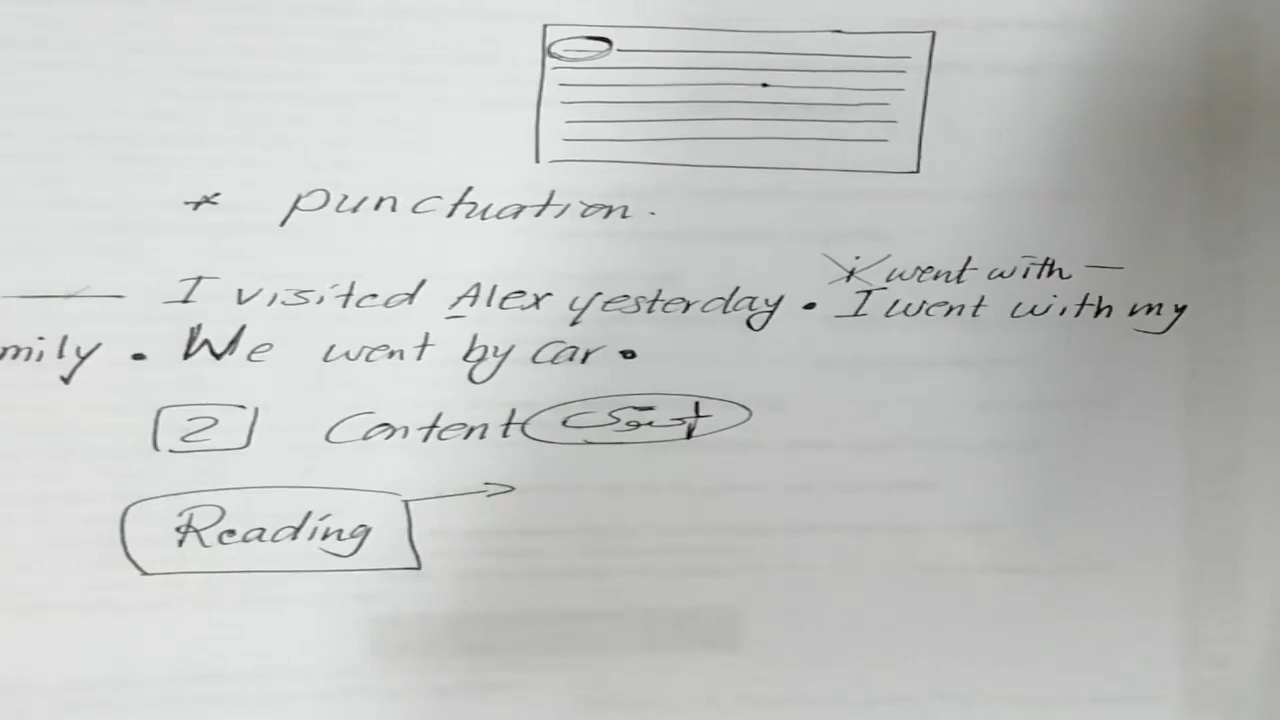 * punctuation.
went with —
I visited Alex yesterday. I went with my
mily. We went by car.
2 Content المحتوى
Reading